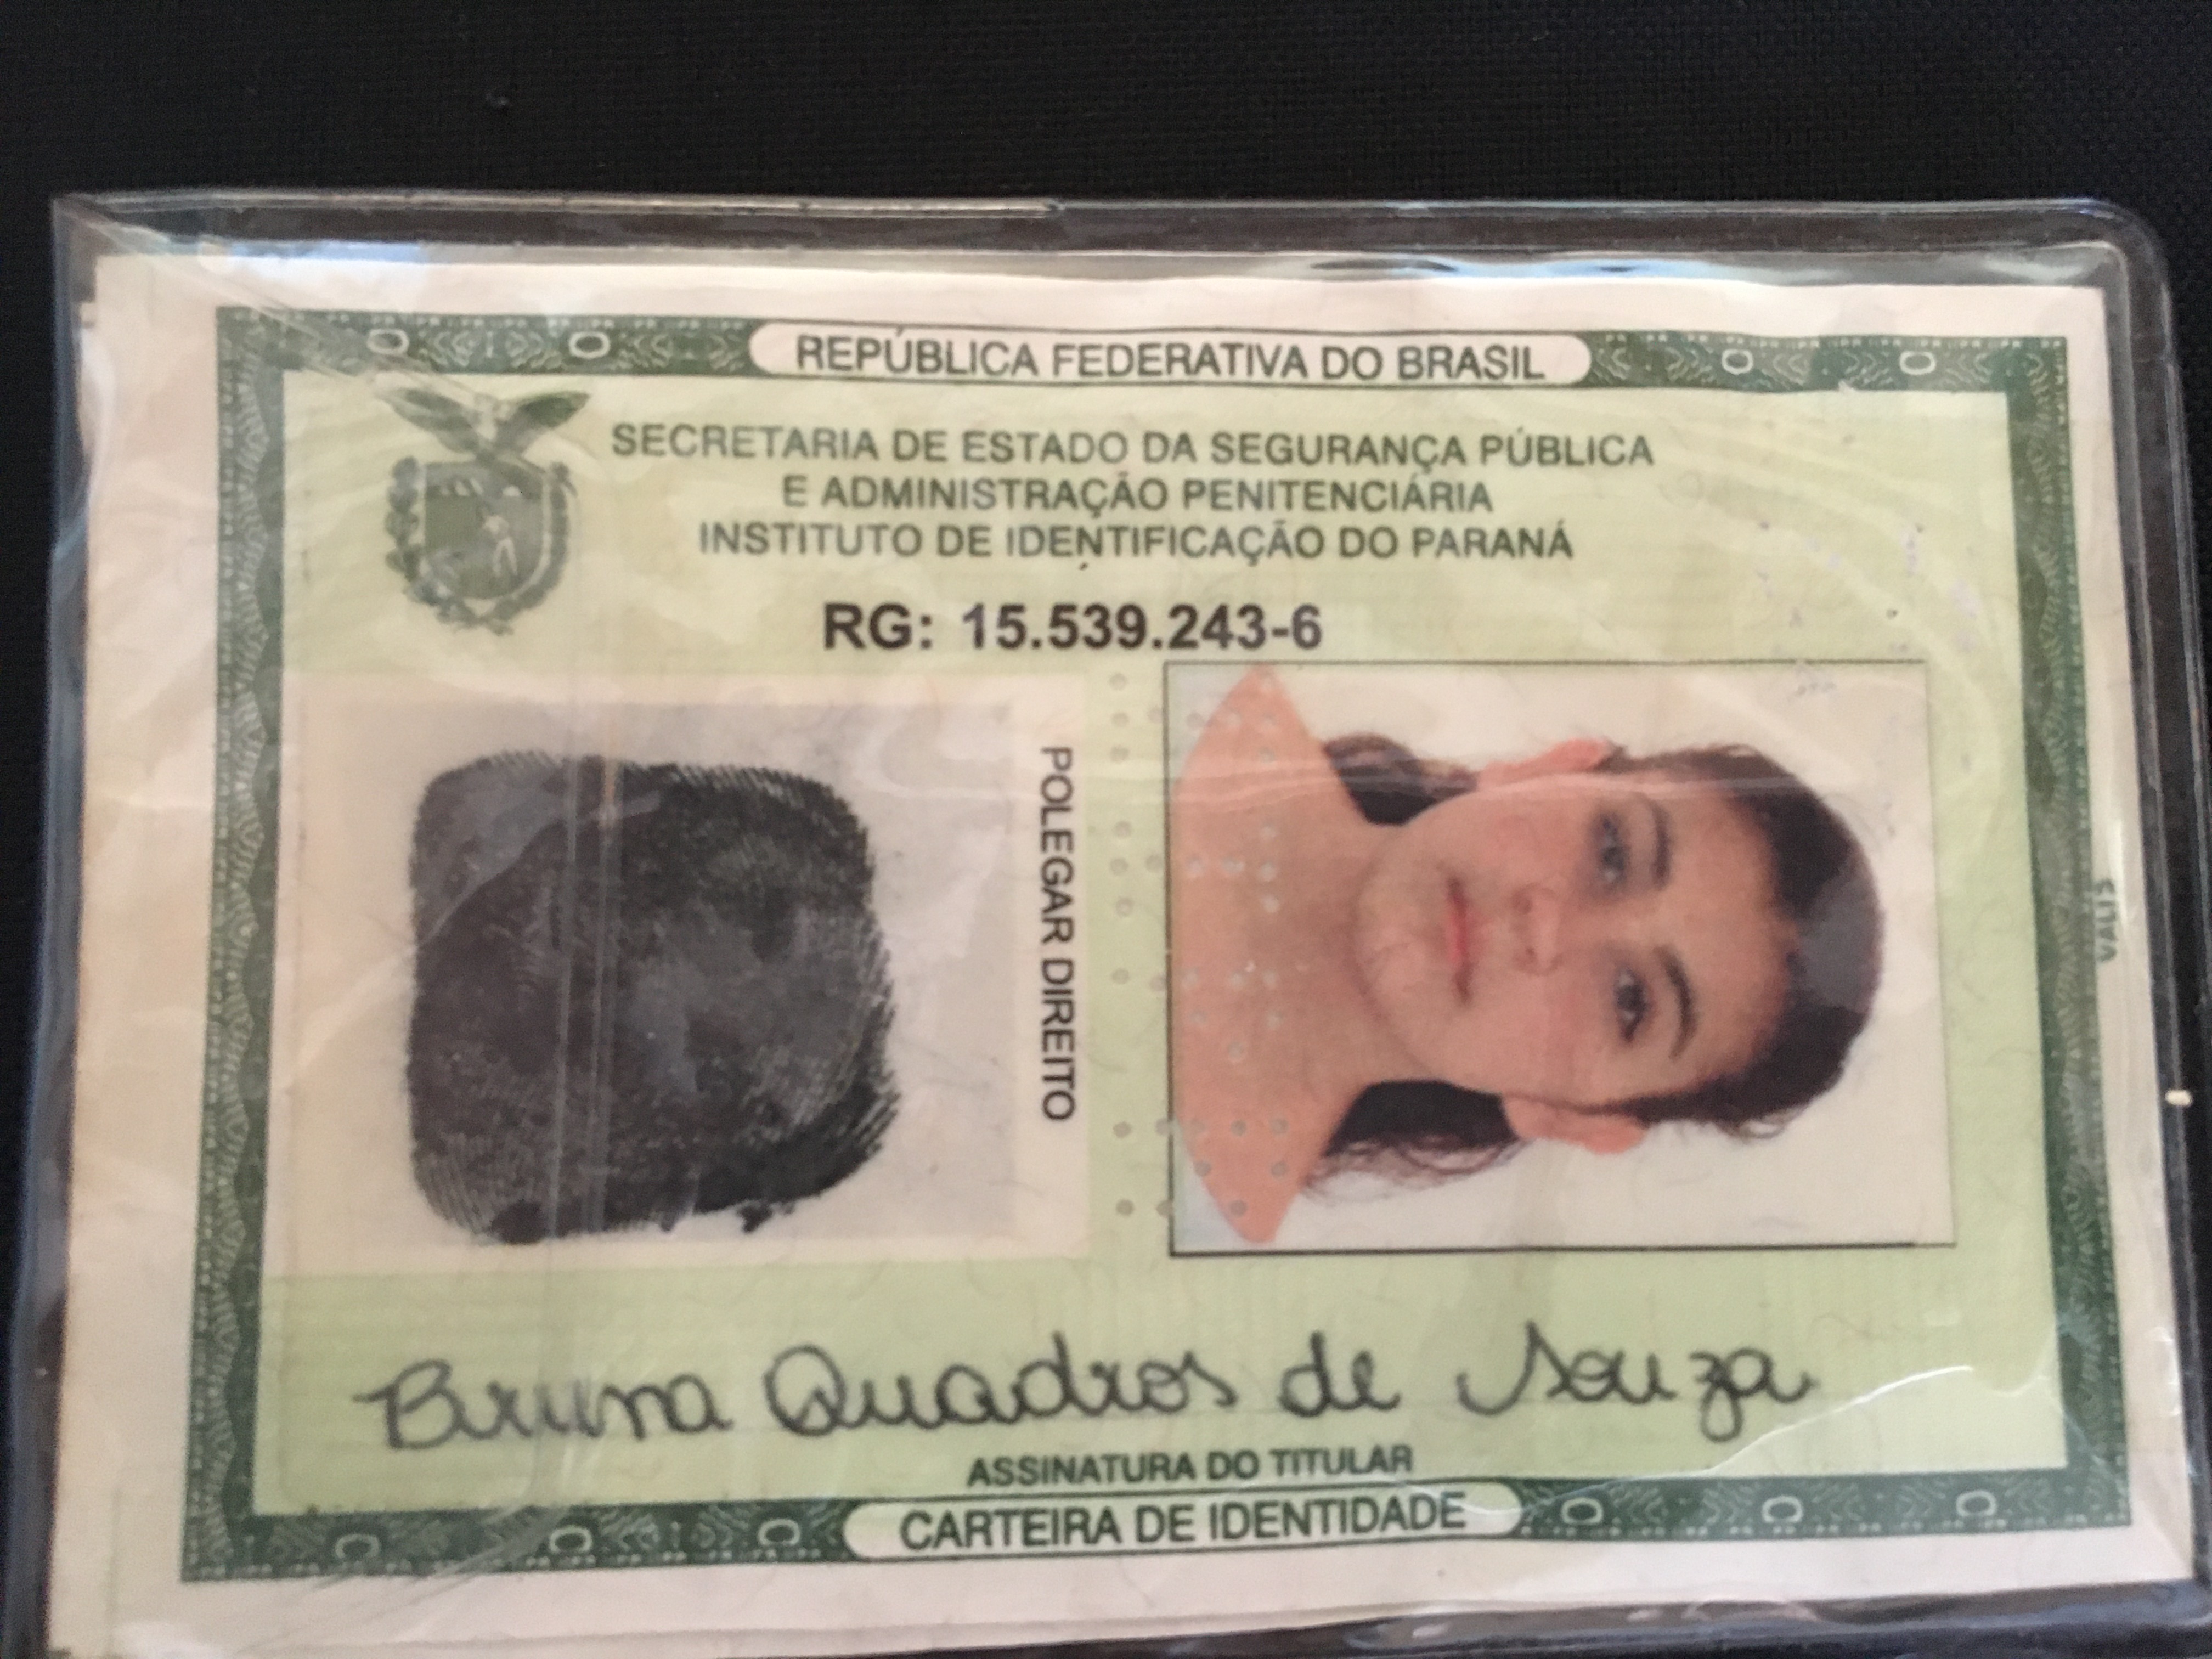 REPÚBLICA FEDERATIVA DO BRASIL
SECRETARIA DE ESTADO DA SEGURANÇA PÚBLICA
E ADMINISTRAÇÃO PENITENCIÁRIA
INSTITUTO DE IDENTIFICAÇÃO DO PARANÁ
RG: 15.539.243-6
POLEGAR DIREITO
Bruna Quadros de Souza
ASSINATURA DO TITULAR
CARTEIRA DE IDENTIDADE